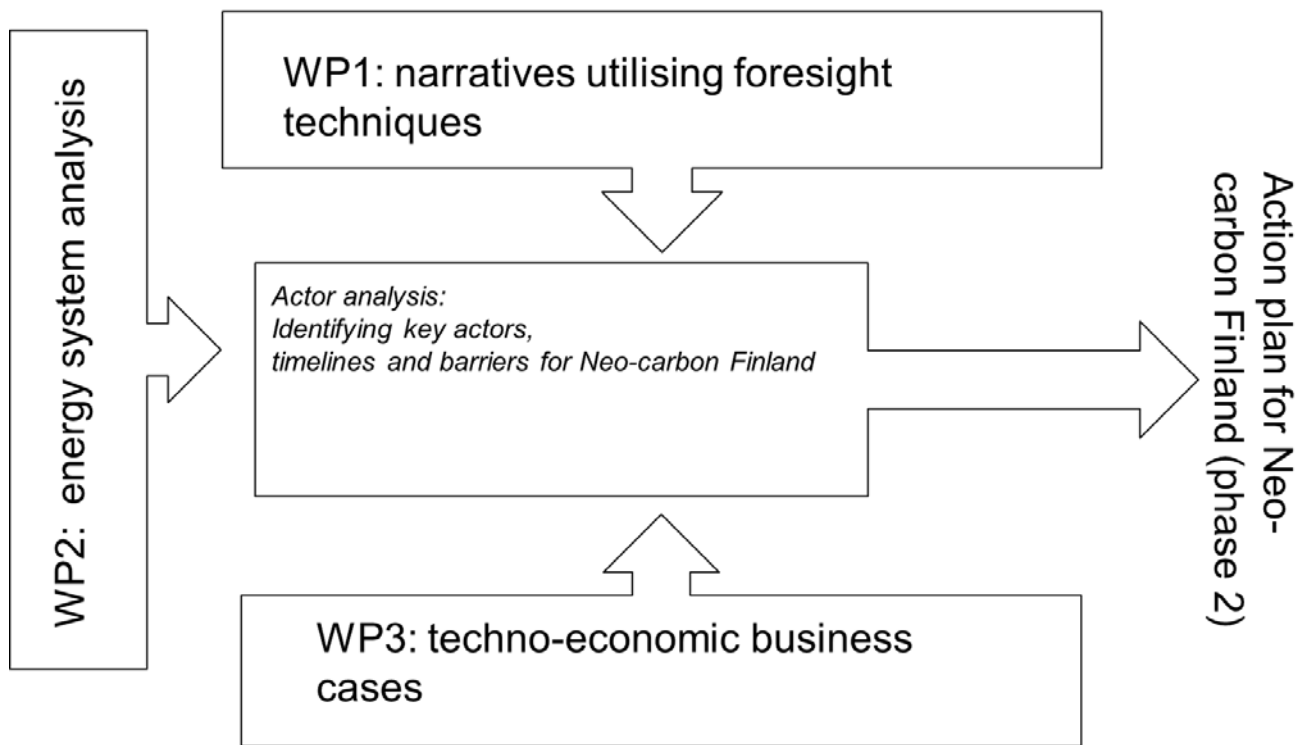 WP2: energy system analysis
WP1: narratives utilising foresight
techniques
Actor analysis:
Identifying key actors,
timelines and barriers for Neo-carbon Finland
WP3: techno-economic business
cases
Action plan for Neo-
carbon Finland (phase 2)